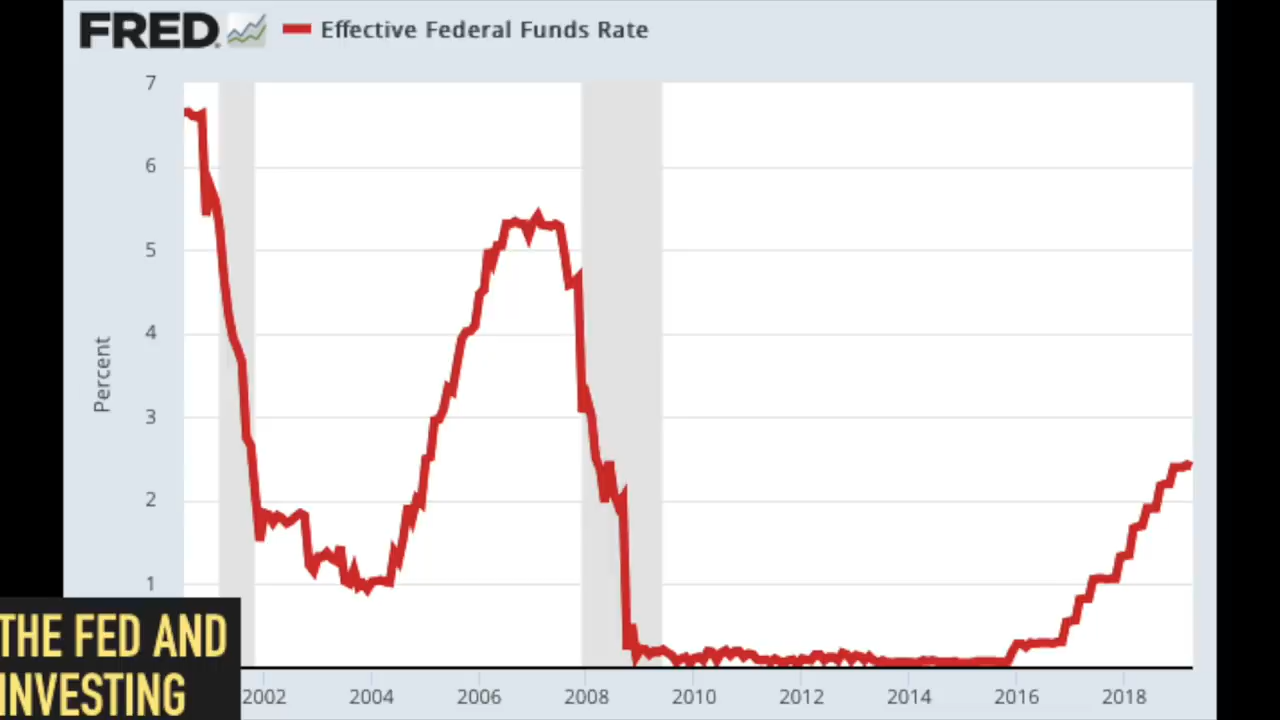 FRED
Effective Federal Funds Rate
7
6
5
4
3
2
1
Percent
2002 2004 2006 2008 2010 2012 2014 2016 2018
THE FED AND
INVESTING